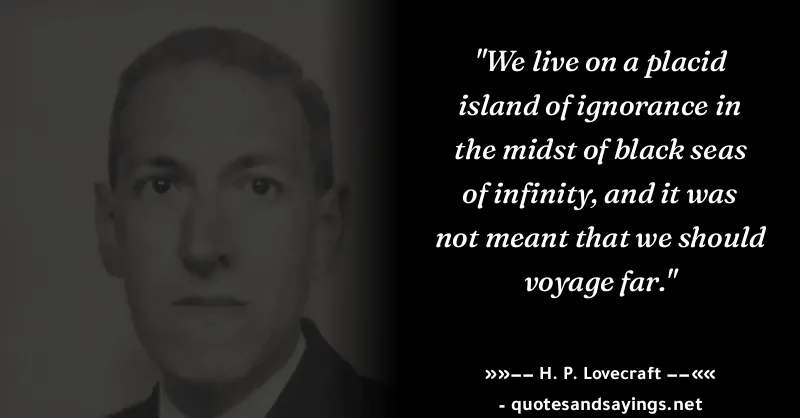 "We live on a placid
island of ignorance in
the midst of black seas
of infinity, and it was
not meant that we should
voyage far."
»»−− H. P. Lovecraft −−««
- quotesandsayings.net